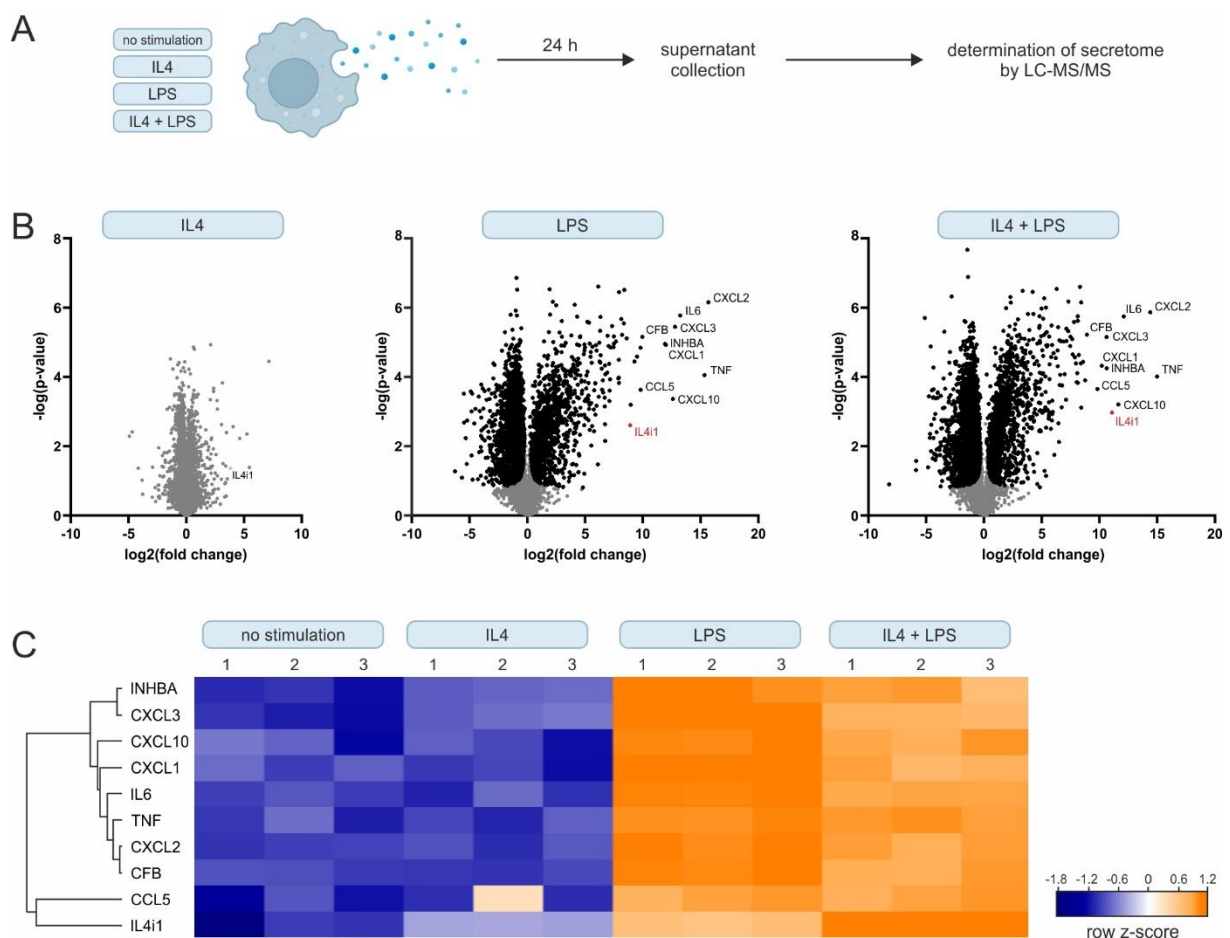 A
no stimulation
IL4
LPS
IL4 + LPS
24 h
supernatant
collection
determination of secretome
by LC-MS/MS
B
IL4
8
6
4
2
0
-10
-5
0
5
10
-log(p-value)
log2(fold change)
IL4i1
LPS
8
6
4
2
0
-10
-5
0
5
10
15
20
-log(p-value)
log2(fold change)
CXCL2
IL6
CFB
CXCL3
INHBA
CXCL1
TNF
CCL5
CXCL10
IL4i1
IL4 + LPS
8
6
4
2
0
-10
-5
0
5
10
15
20
-log(p-value)
log2(fold change)
IL6
CXCL2
CFB
CXCL3
CXCL1
INHBA
TNF
CCL5
CXCL10
IL4i1
C
no stimulation
IL4
LPS
IL4 + LPS
1 2 3 1 2 3 1 2 3 1 2 3
INHBA
CXCL3
CXCL10
CXCL1
IL6
TNF
CXCL2
CFB
CCL5
IL4i1
-1.8 -1.2 -0.6 0 0.6 1.2
row z-score